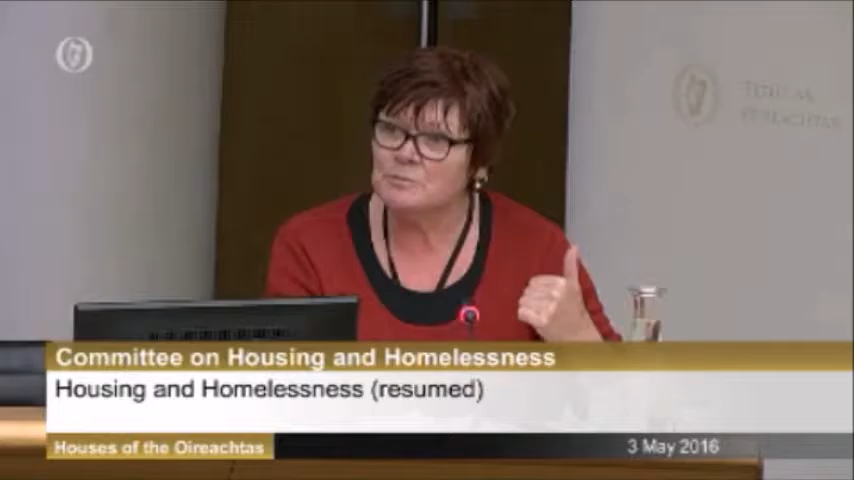 Committee on Housing and Homelessness
Housing and Homelessness (resumed)
Houses of the Oireachtas
3 May 2016